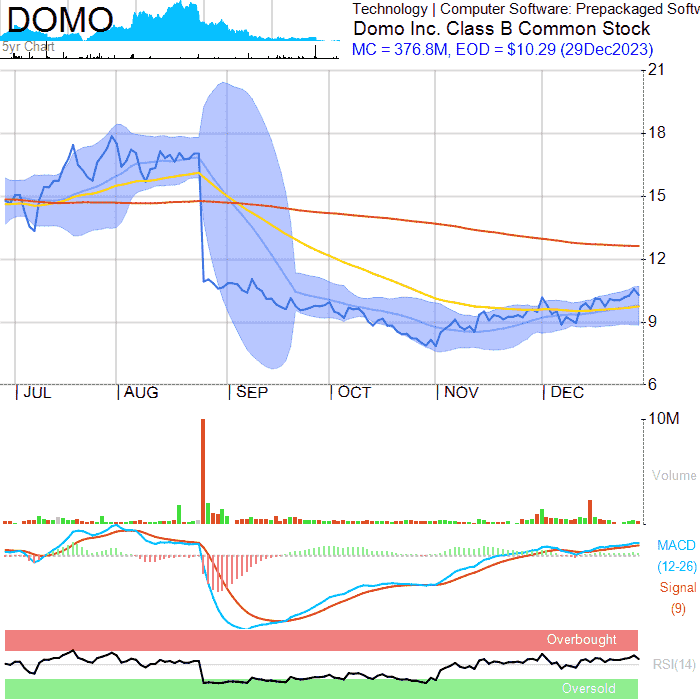 DOMO
Technology | Computer Software: Prepackaged Softw
Domo Inc. Class B Common Stock
5yr Chart
MC = 376.8M, EOD = $10.29 (29Dec2023)
21
18
15
12
9
6
JUL AUG SEP OCT NOV DEC
10M
Volume
MACD
(12-26)
Signal
(9)
Overbought
RSI(14)
Oversold